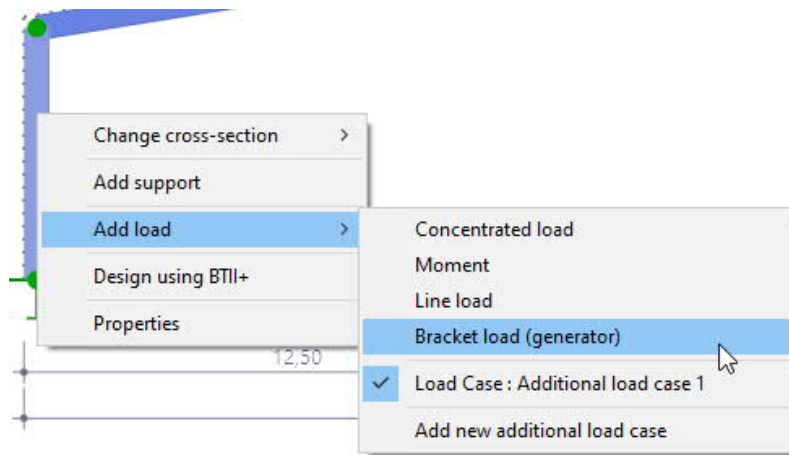 Change cross-section
Add support
Add load
Design using BTII+
Properties
Concentrated load
Moment
Line load
Bracket load (generator)
Load Case : Additional load case 1
Add new additional load case
12,50